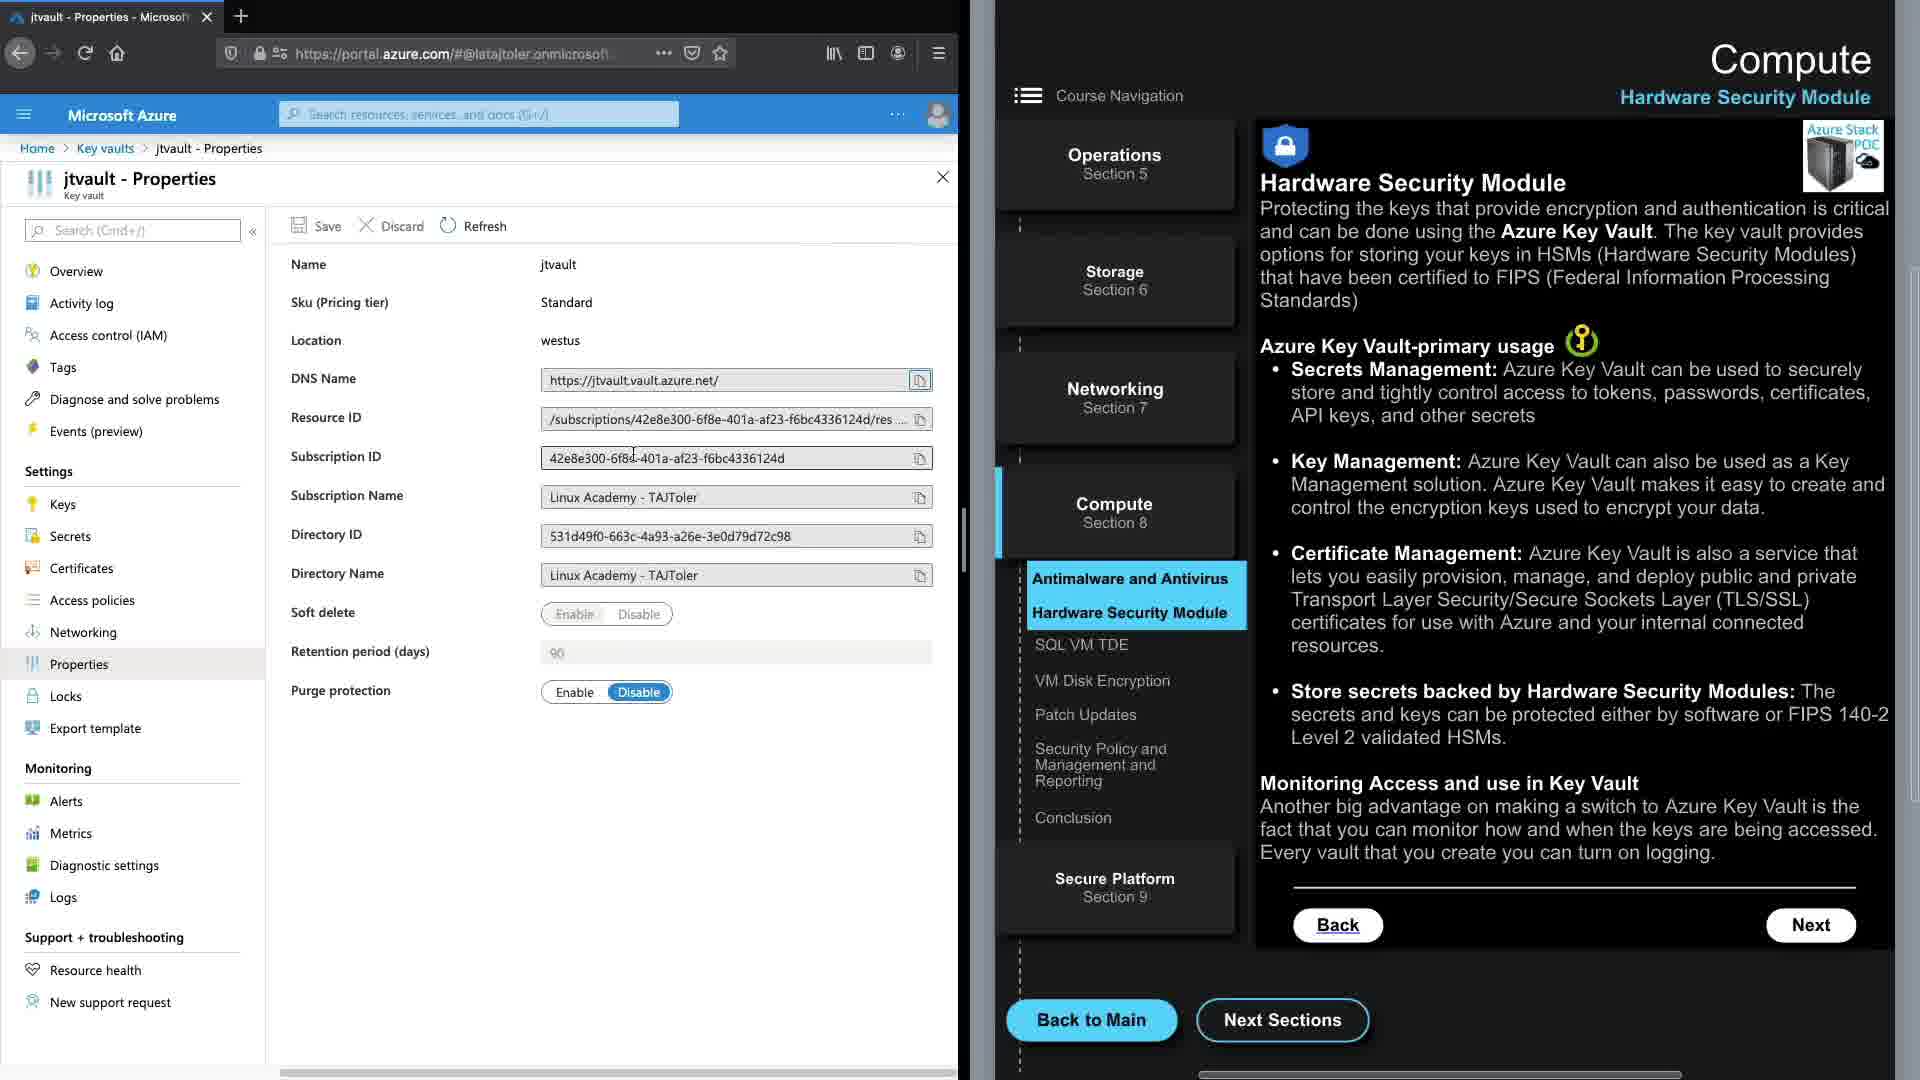 jtvault - Properties - Microsoft
https://portal.azure.com/#@latajtoler.onmicrosoft
Microsoft Azure
Search resources, services, and docs (G+/)
Home > Key vaults > jtvault - Properties
jtvault - Properties
Key vault
Search (Cmd+/)
Overview
Activity log
Access control (IAM)
Tags
Diagnose and solve problems
Events (preview)
Settings
Keys
Secrets
Certificates
Access policies
Networking
Properties
Locks
Export template
Monitoring
Alerts
Metrics
Diagnostic settings
Logs
Support + troubleshooting
Resource health
New support request
Save Discard Refresh
Name jtvault
Sku (Pricing tier) Standard
Location westus
DNS Name https://jtvault.vault.azure.net/
Resource ID /subscriptions/42e8e300-6f8e-401a-af23-f6bc4336124d/res ...
Subscription ID 42e8e300-6f8e-401a-af23-f6bc4336124d
Subscription Name Linux Academy - TAJToler
Directory ID 531d49f0-663c-4a93-a26e-3e0d79d72c98
Directory Name Linux Academy - TAJToler
Soft delete Enable Disable
Retention period (days) 90
Purge protection Enable Disable
Compute
Hardware Security Module
Course Navigation
Operations
Section 5
Storage
Section 6
Networking
Section 7
Compute
Section 8
Antimalware and Antivirus
Hardware Security Module
SQL VM TDE
VM Disk Encryption
Patch Updates
Security Policy and
Management and
Reporting
Conclusion
Secure Platform
Section 9
Back to Main
Next Sections
Azure Stack
POC
Hardware Security Module
Protecting the keys that provide encryption and authentication is critical
and can be done using the Azure Key Vault. The key vault provides
options for storing your keys in HSMs (Hardware Security Modules)
that have been certified to FIPS (Federal Information Processing
Standards)
Azure Key Vault-primary usage
• Secrets Management: Azure Key Vault can be used to securely
store and tightly control access to tokens, passwords, certificates,
API keys, and other secrets
• Key Management: Azure Key Vault can also be used as a Key
Management solution. Azure Key Vault makes it easy to create and
control the encryption keys used to encrypt your data.
• Certificate Management: Azure Key Vault is also a service that
lets you easily provision, manage, and deploy public and private
Transport Layer Security/Secure Sockets Layer (TLS/SSL)
certificates for use with Azure and your internal connected
resources.
• Store secrets backed by Hardware Security Modules: The
secrets and keys can be protected either by software or FIPS 140-2
Level 2 validated HSMs.
Monitoring Access and use in Key Vault
Another big advantage on making a switch to Azure Key Vault is the
fact that you can monitor how and when the keys are being accessed.
Every vault that you create you can turn on logging.
Back
Next